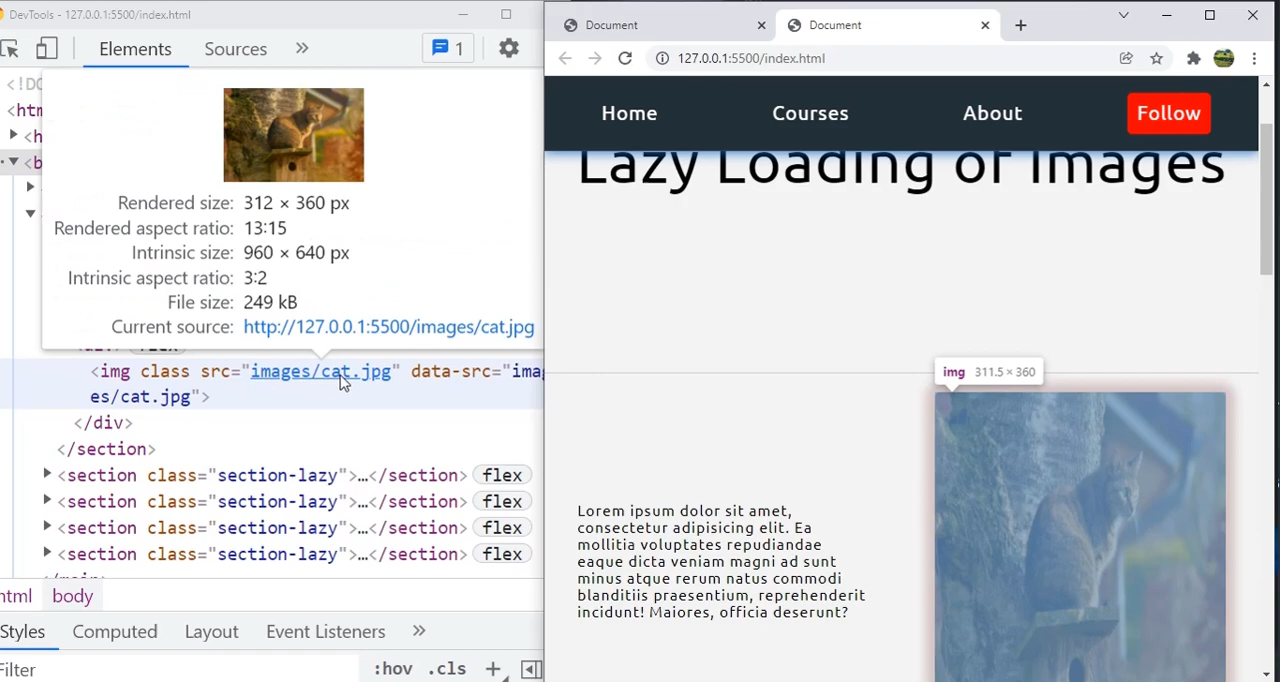 DevTools - 127.0.0.1:5500/index.html
Elements
Sources
1
<!DO
<htm
<h
<b
Rendered size: 312 × 360 px
Rendered aspect ratio: 13:15
Intrinsic size: 960 × 640 px
Intrinsic aspect ratio: 3:2
File size: 249 kB
Current source: http://127.0.0.1:5500/images/cat.jpg
<img class src="images/cat.jpg" data-src="imag
es/cat.jpg">
</div>
</section>
<section class="section-lazy">…</section> flex
<section class="section-lazy">…</section> flex
<section class="section-lazy">…</section> flex
<section class="section-lazy">…</section> flex
html body
Styles Computed Layout Event Listeners
Filter :hov .cls
Document
Document
127.0.0.1:5500/index.html
Home Courses About Follow
Lazy Loading of Images
img 311.5 × 360
Lorem ipsum dolor sit amet,
consectetur adipisicing elit. Ea
mollitia voluptates repudiandae
eaque dicta veniam magni ad sunt
minus atque rerum natus commodi
blanditiis praesentium, reprehenderit
incidunt! Maiores, officia deserunt?